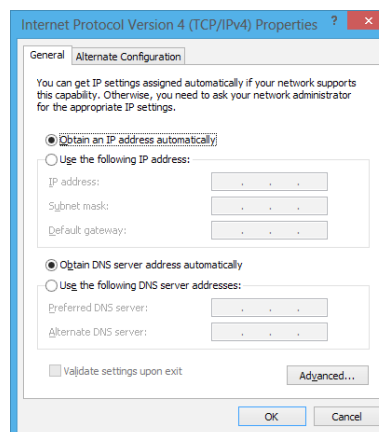 Internet Protocol Version 4 (TCP/IPv4) Properties ? ×
General Alternate Configuration
You can get IP settings assigned automatically if your network supports
this capability. Otherwise, you need to ask your network administrator
for the appropriate IP settings.
Obtain an IP address automatically
Use the following IP address:
IP address: . . .
Subnet mask: . . .
Default gateway: . . .
Obtain DNS server address automatically
Use the following DNS server addresses:
Preferred DNS server: . . .
Alternate DNS server: . . .
Validate settings upon exit
Advanced...
OK Cancel